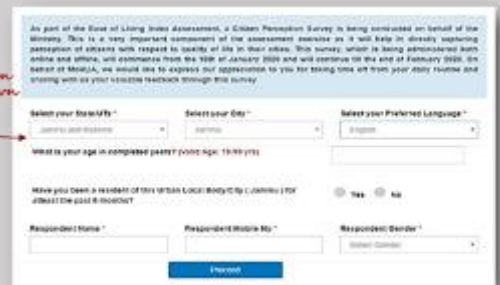 As part of the Ease of Living Index Assessment, a Citizen Perception Survey is being conducted on behalf of the
Ministry. This is a very important component of the assessment exercise as it will help in directly capturing
perception of citizens with respect to quality of life in their cities. This survey, which is being administered both
online and offline, will commence from the of January 2020 and will continue till the end of February 2020. On
behalf of MoHUA, we would like to express our appreciation to you for taking time off from your daily routine and
sharing with us your valuable feedback through this survey
Select your State/UTs * Select your City * Select your Preferred Language *
Jammu and Kashmir Jammu English
What is your age in completed years? (Valid Age: yrs)
Have you been a resident of this Urban Local Body/City ( Jammu ) for Yes No
atleast the past 6 months?
Respondent Name * Respondent Mobile No * Respondent Gender *
Select Gender
Proceed